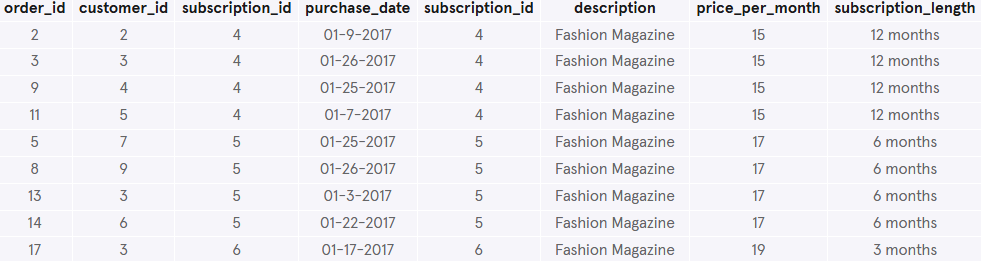 order_id customer_id subscription_id purchase_date subscription_id description price_per_month subscription_length
2 2 4 01-9-2017 4 Fashion Magazine 15 12 months
3 3 4 01-26-2017 4 Fashion Magazine 15 12 months
9 4 4 01-25-2017 4 Fashion Magazine 15 12 months
11 5 4 01-7-2017 4 Fashion Magazine 15 12 months
5 7 5 01-25-2017 5 Fashion Magazine 17 6 months
8 9 5 01-26-2017 5 Fashion Magazine 17 6 months
13 3 5 01-3-2017 5 Fashion Magazine 17 6 months
14 6 5 01-22-2017 5 Fashion Magazine 17 6 months
17 3 6 01-17-2017 6 Fashion Magazine 19 3 months